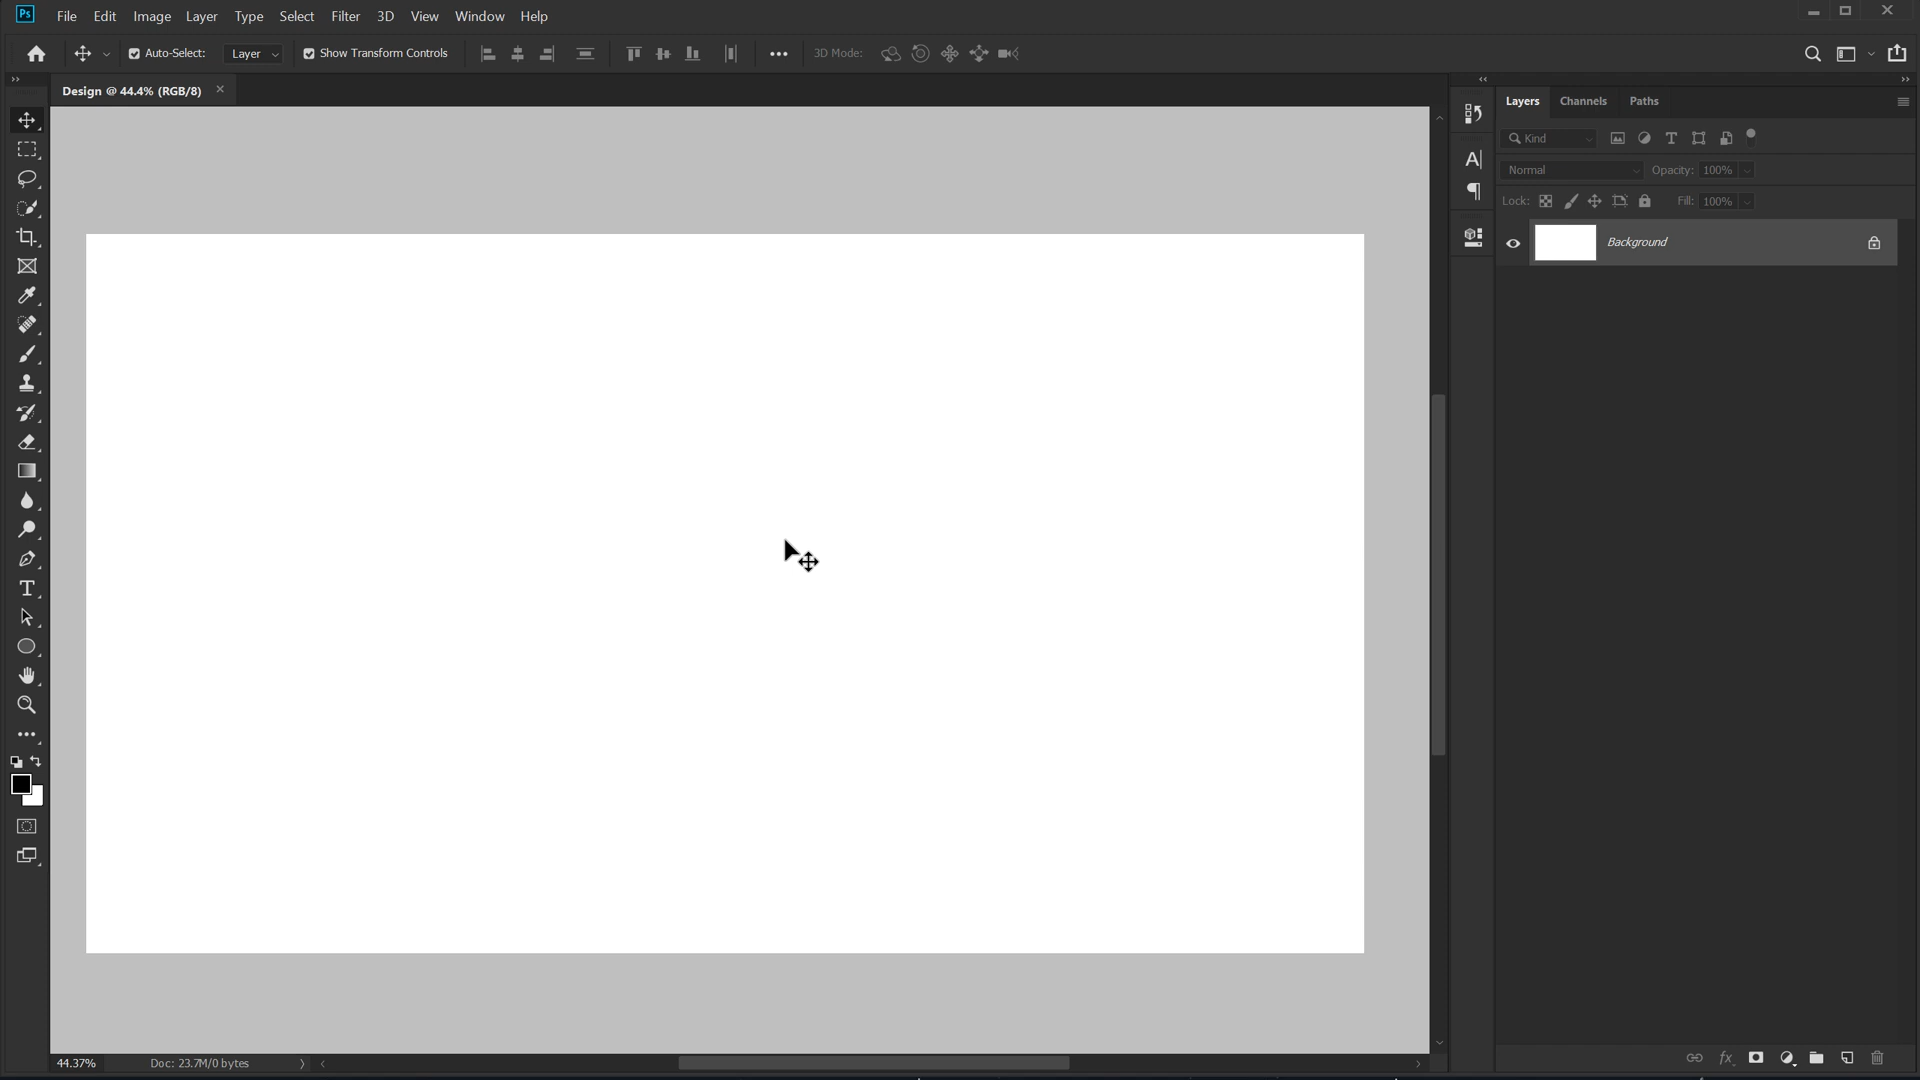 Ps File Edit Image Layer Type Select Filter 3D View Window Help
Auto-Select: Layer Show Transform Controls 3D Mode:
Design @ 44.4% (RGB/8)
Layers Channels Paths
Kind
Normal Opacity: 100%
Lock: Fill: 100%
Background
44.37% Doc: 23.7M/0 bytes